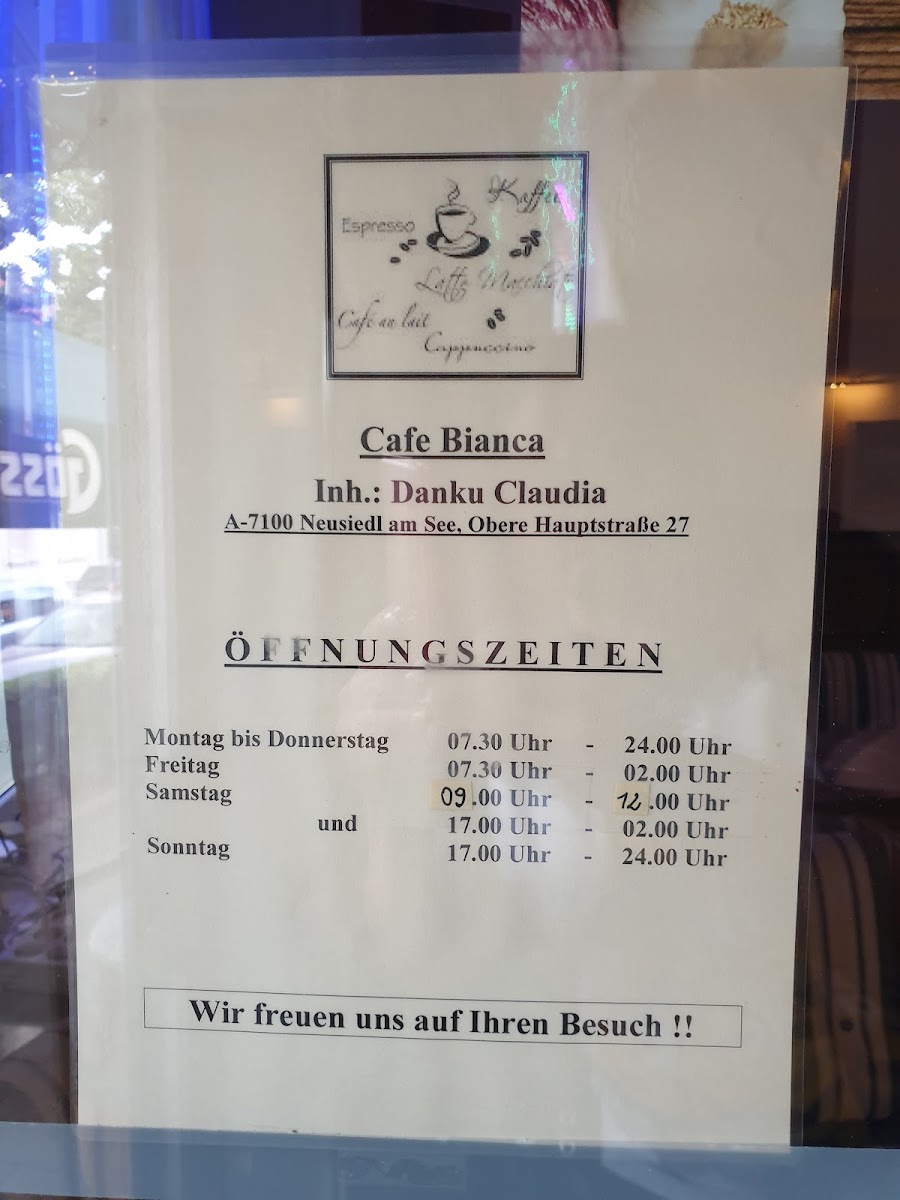 Kaffee
Espresso
Latte Macchiato
Café au lait
Cappuccino
Cafe Bianca
Inh.: Danku Claudia
A-7100 Neusiedl am See, Obere Hauptstraße 27
ÖFFNUNGSZEITEN
Montag bis Donnerstag 07.30 Uhr - 24.00 Uhr
Freitag 07.30 Uhr - 02.00 Uhr
Samstag 09.00 Uhr - 12.00 Uhr
und 17.00 Uhr - 02.00 Uhr
Sonntag 17.00 Uhr - 24.00 Uhr
Wir freuen uns auf Ihren Besuch !!
GÖSS